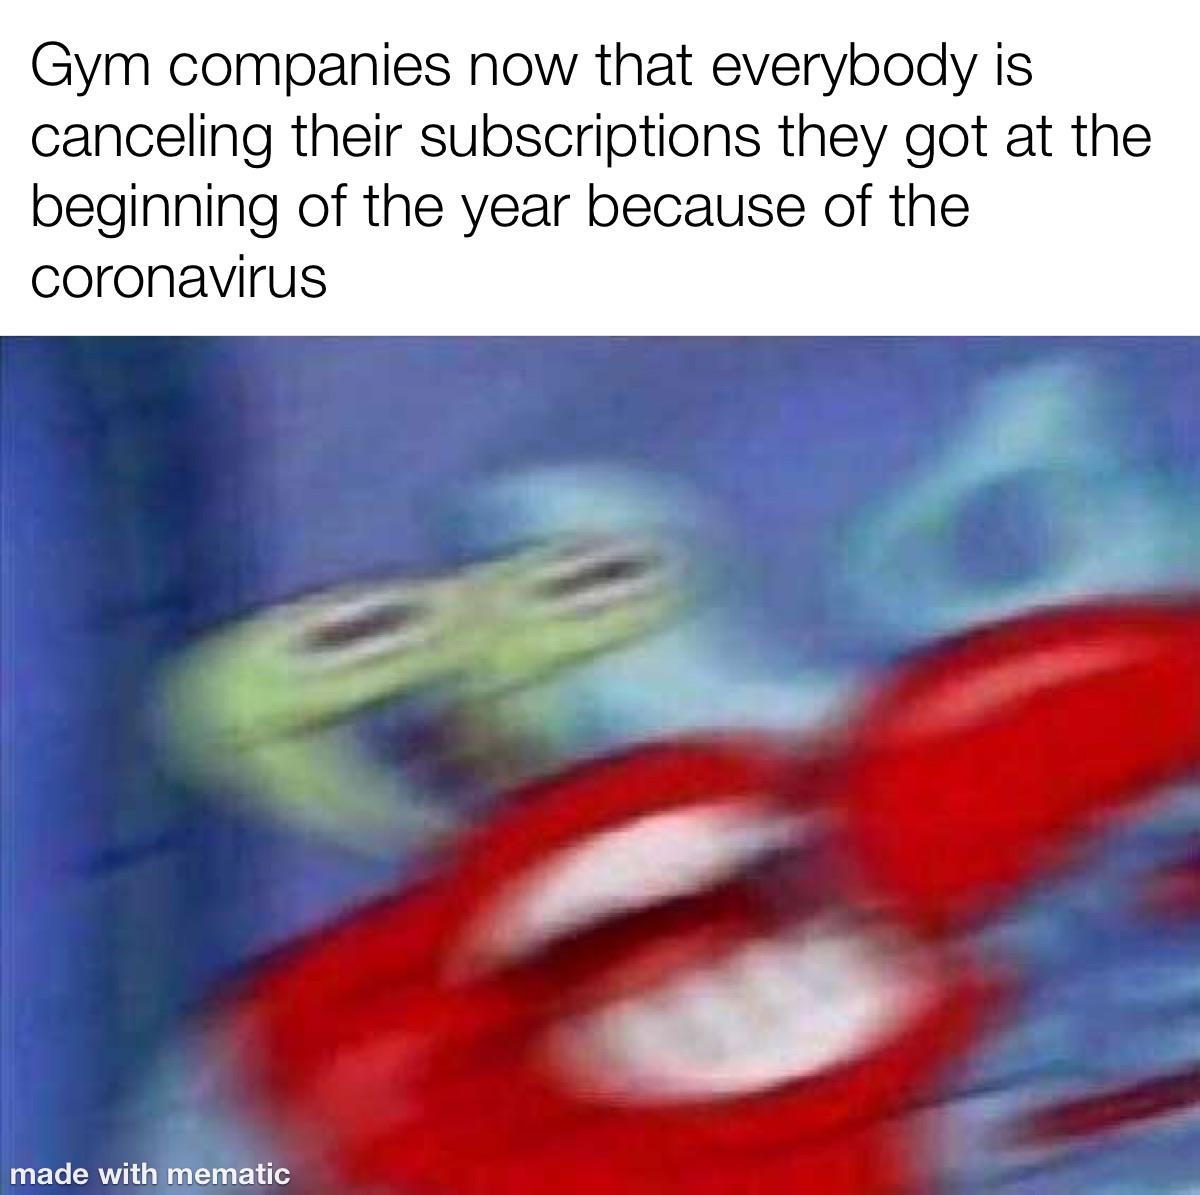 Gym companies now that everybody is
canceling their subscriptions they got at the
beginning of the year because of the
coronavirus
made with mematic